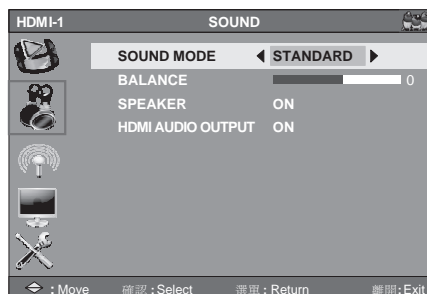 HDMI-1 SOUND
SOUND MODE STANDARD
BALANCE 0
SPEAKER ON
HDMI AUDIO OUTPUT ON
: Move 確認 : Select 選單 : Return 離開 : Exit